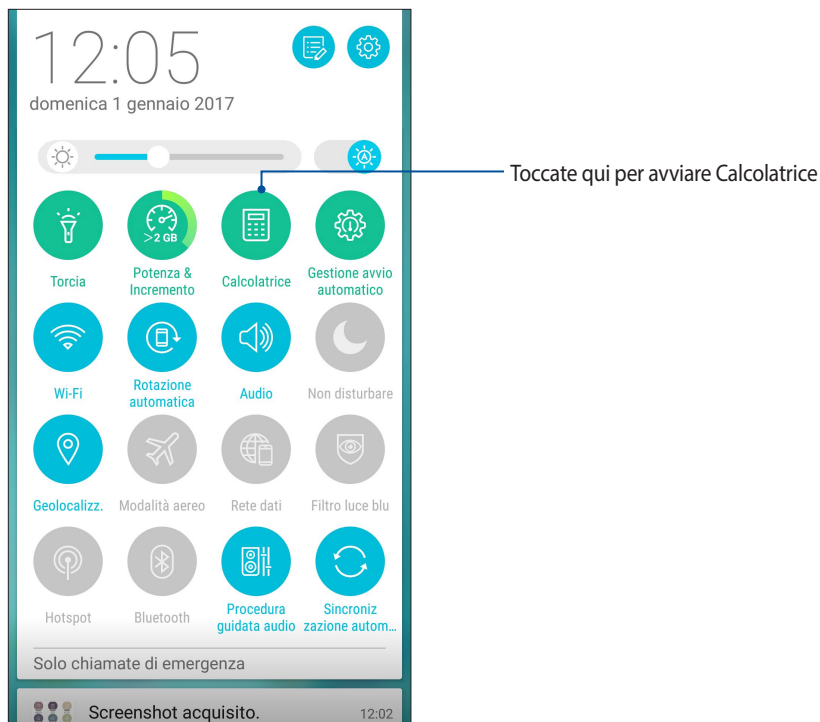 12:05
domenica 1 gennaio 2017
Toccate qui per avviare Calcolatrice
>2 GB
Torcia
Potenza &
Incremento
Calcolatrice
Gestione avvio
automatico
Wi-Fi
Rotazione
automatica
Audio
Non disturbare
Geolocalizz.
Modalità aereo
Rete dati
Filtro luce blu
Hotspot
Bluetooth
Procedura
guidata audio
Sincroniz
zazione autom…
Solo chiamate di emergenza
Screenshot acquisito.
12:02